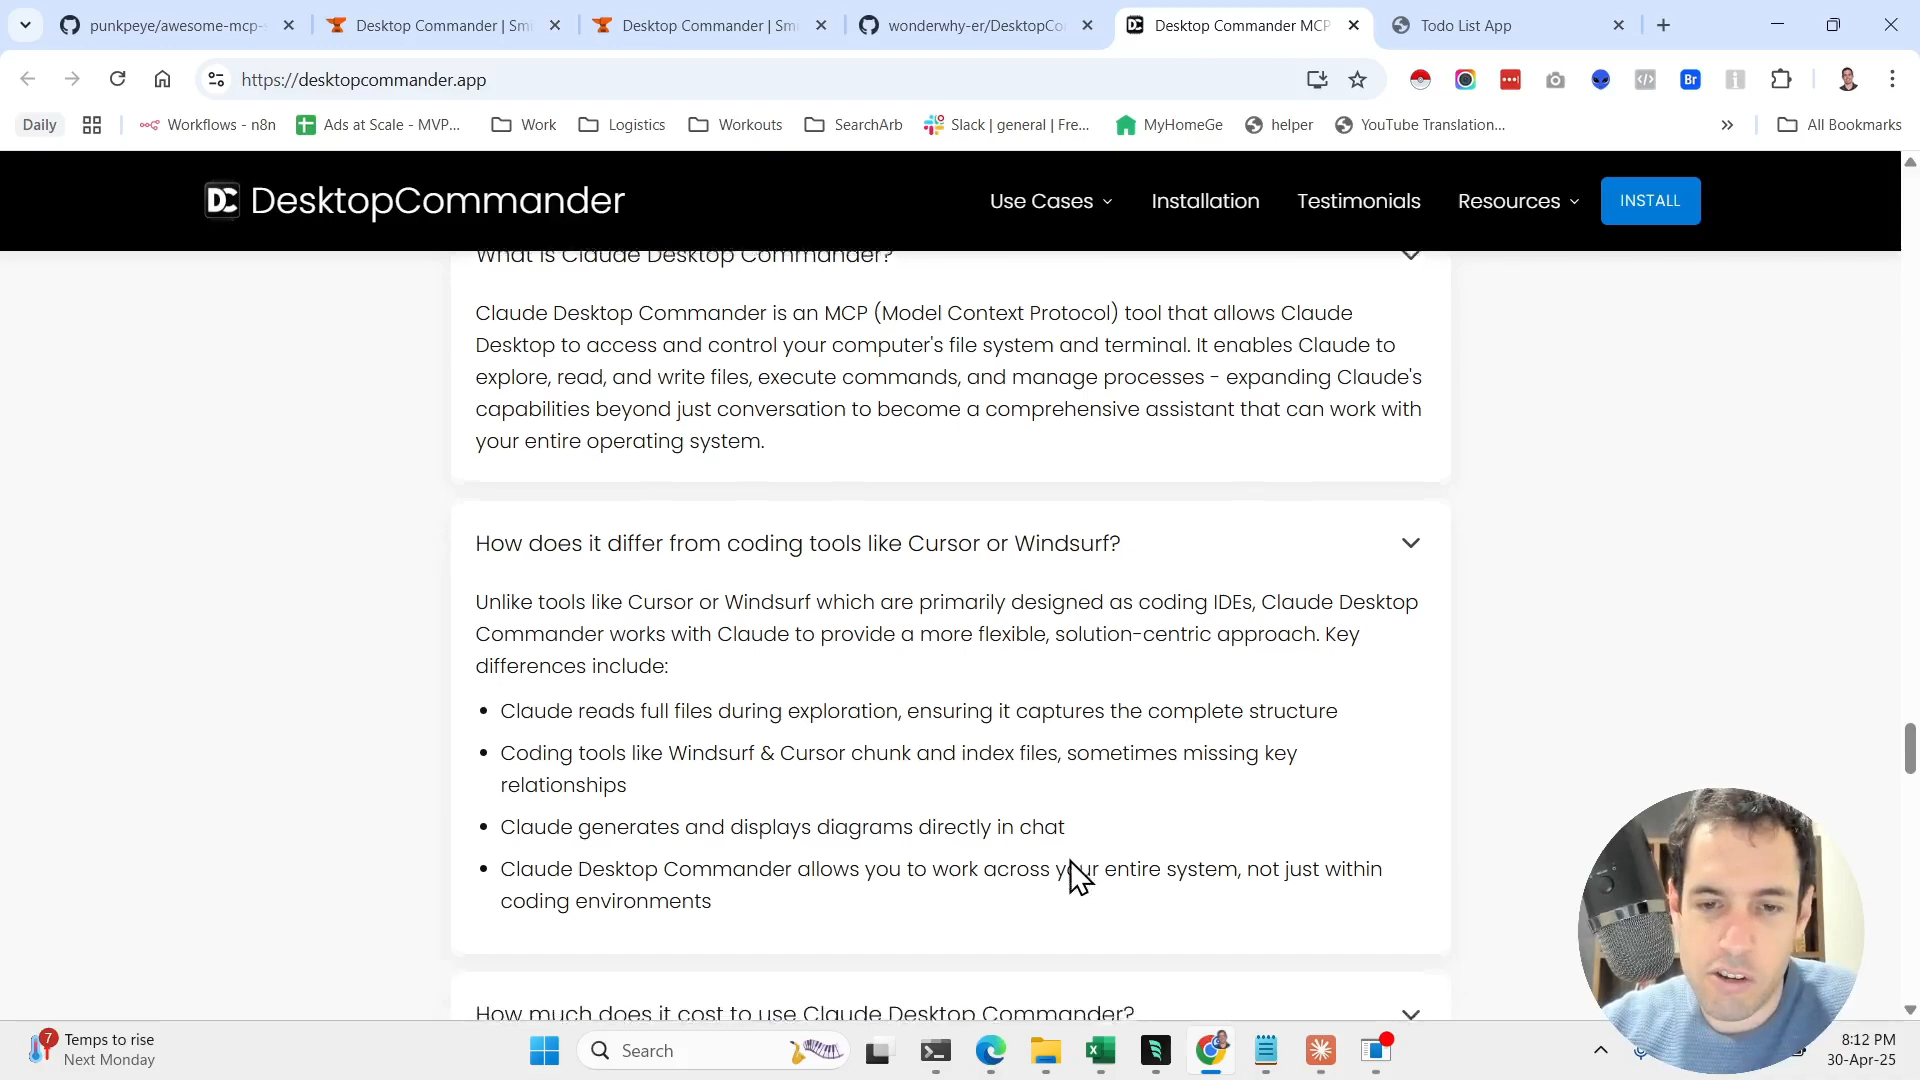 punkpeye/awesome-mcp-s
Desktop Commander | Smi
Desktop Commander | Smi
wonderwhy-er/DesktopCo
Desktop Commander MCP
Todo List App
https://desktopcommander.app
Br
Daily
Workflows - n8n
Ads at Scale - MVP...
Work
Logistics
Workouts
SearchArb
Slack | general | Fre...
MyHomeGe
helper
YouTube Translation...
All Bookmarks
DC DesktopCommander
Use Cases
Installation
Testimonials
Resources
INSTALL
What is Claude Desktop Commander?
Claude Desktop Commander is an MCP (Model Context Protocol) tool that allows Claude
Desktop to access and control your computer's file system and terminal. It enables Claude to
explore, read, and write files, execute commands, and manage processes - expanding Claude's
capabilities beyond just conversation to become a comprehensive assistant that can work with
your entire operating system.
How does it differ from coding tools like Cursor or Windsurf?
Unlike tools like Cursor or Windsurf which are primarily designed as coding IDEs, Claude Desktop
Commander works with Claude to provide a more flexible, solution-centric approach. Key
differences include:
• Claude reads full files during exploration, ensuring it captures the complete structure
• Coding tools like Windsurf & Cursor chunk and index files, sometimes missing key
relationships
• Claude generates and displays diagrams directly in chat
• Claude Desktop Commander allows you to work across your entire system, not just within
coding environments
How much does it cost to use Claude Desktop Commander?
7
Temps to rise
Next Monday
Search
8:12 PM
30-Apr-25